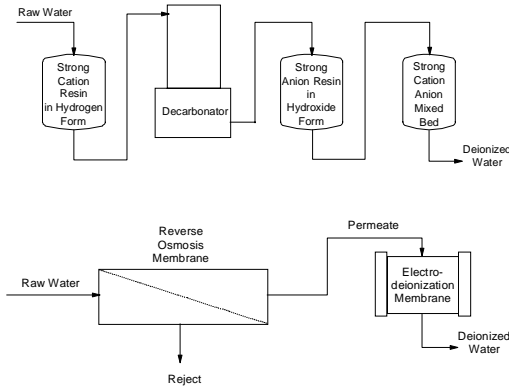 Raw Water
Strong
Cation
Resin
in Hydrogen
Form
Decarbonator
Strong
Anion Resin
in
Hydroxide
Form
Strong
Cation
Anion
Mixed
Bed
Deionized
Water
Reverse
Osmosis
Membrane
Raw Water
Reject
Permeate
Electro-
deionization
Membrane
Deionized
Water